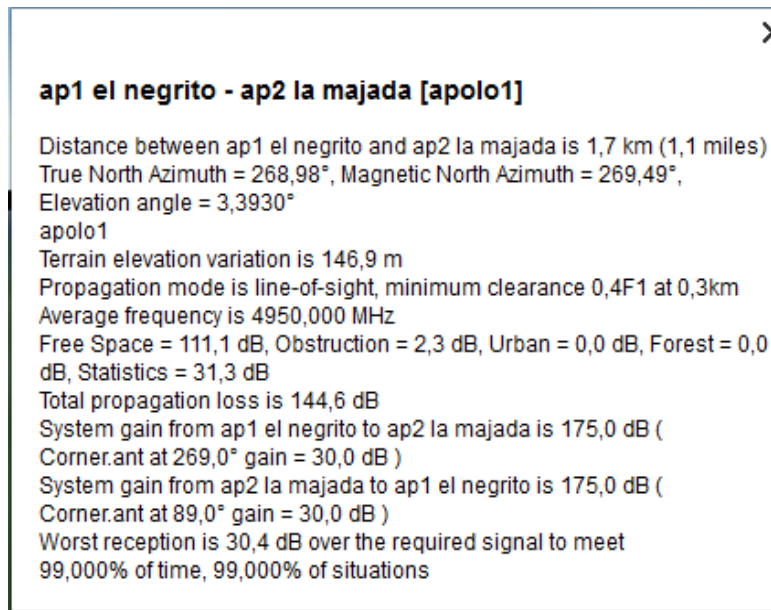 ap1 el negrito - ap2 la majada [apolo1]
Distance between ap1 el negrito and ap2 la majada is 1,7 km (1,1 miles)
True North Azimuth = 268,98°, Magnetic North Azimuth = 269,49°,
Elevation angle = 3,3930°
apolo1
Terrain elevation variation is 146,9 m
Propagation mode is line-of-sight, minimum clearance 0,4F1 at 0,3km
Average frequency is 4950,000 MHz
Free Space = 111,1 dB, Obstruction = 2,3 dB, Urban = 0,0 dB, Forest = 0,0
dB, Statistics = 31,3 dB
Total propagation loss is 144,6 dB
System gain from ap1 el negrito to ap2 la majada is 175,0 dB (
Corner.ant at 269,0° gain = 30,0 dB )
System gain from ap2 la majada to ap1 el negrito is 175,0 dB (
Corner.ant at 89,0° gain = 30,0 dB )
Worst reception is 30,4 dB over the required signal to meet
99,000% of time, 99,000% of situations